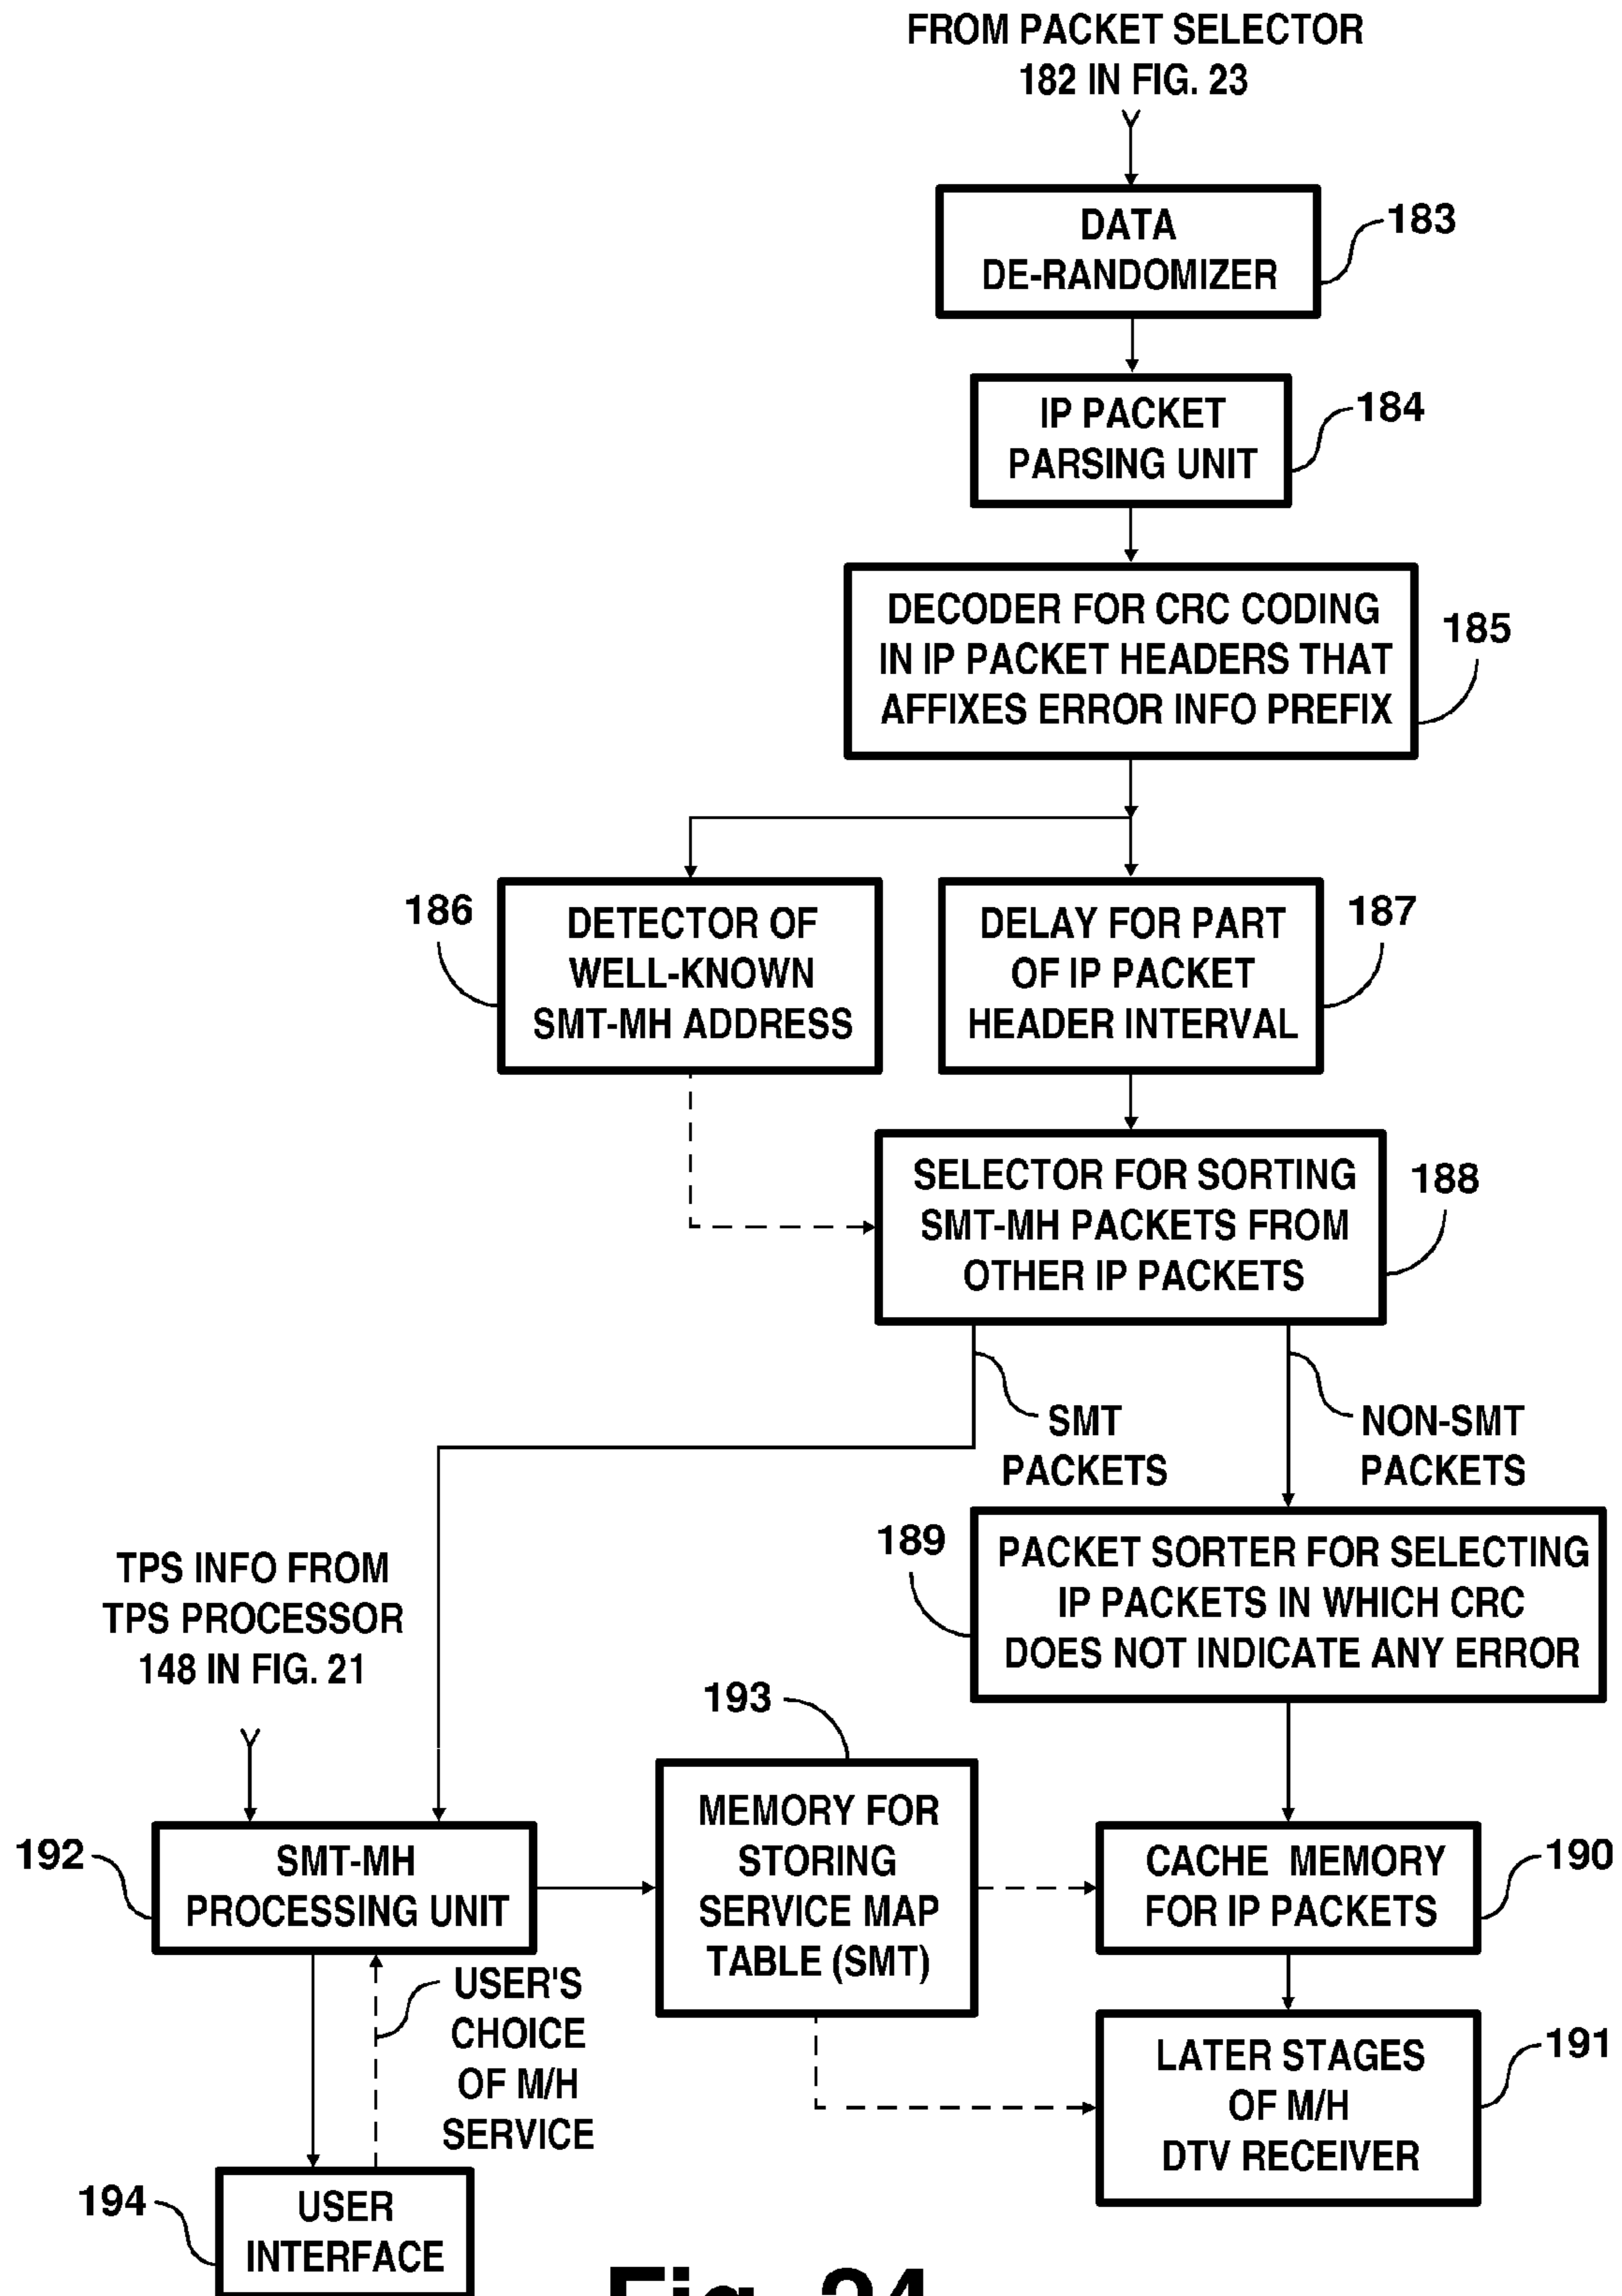 FROM PACKET SELECTOR
182 IN FIG. 23
DATA
DE-RANDOMIZER
183
IP PACKET
PARSING UNIT
184
DECODER FOR CRC CODING
IN IP PACKET HEADERS THAT
AFFIXES ERROR INFO PREFIX
185
186
DETECTOR OF
WELL-KNOWN
SMT-MH ADDRESS
DELAY FOR PART
OF IP PACKET
HEADER INTERVAL
187
SELECTOR FOR SORTING
SMT-MH PACKETS FROM
OTHER IP PACKETS
188
SMT
PACKETS
NON-SMT
PACKETS
189
PACKET SORTER FOR SELECTING
IP PACKETS IN WHICH CRC
DOES NOT INDICATE ANY ERROR
TPS INFO FROM
TPS PROCESSOR
148 IN FIG. 21
193
192
SMT-MH
PROCESSING UNIT
MEMORY FOR
STORING
SERVICE MAP
TABLE (SMT)
CACHE MEMORY
FOR IP PACKETS
190
USER'S
CHOICE
OF M/H
SERVICE
LATER STAGES
OF M/H
DTV RECEIVER
191
194
USER
INTERFACE
Fig. 24